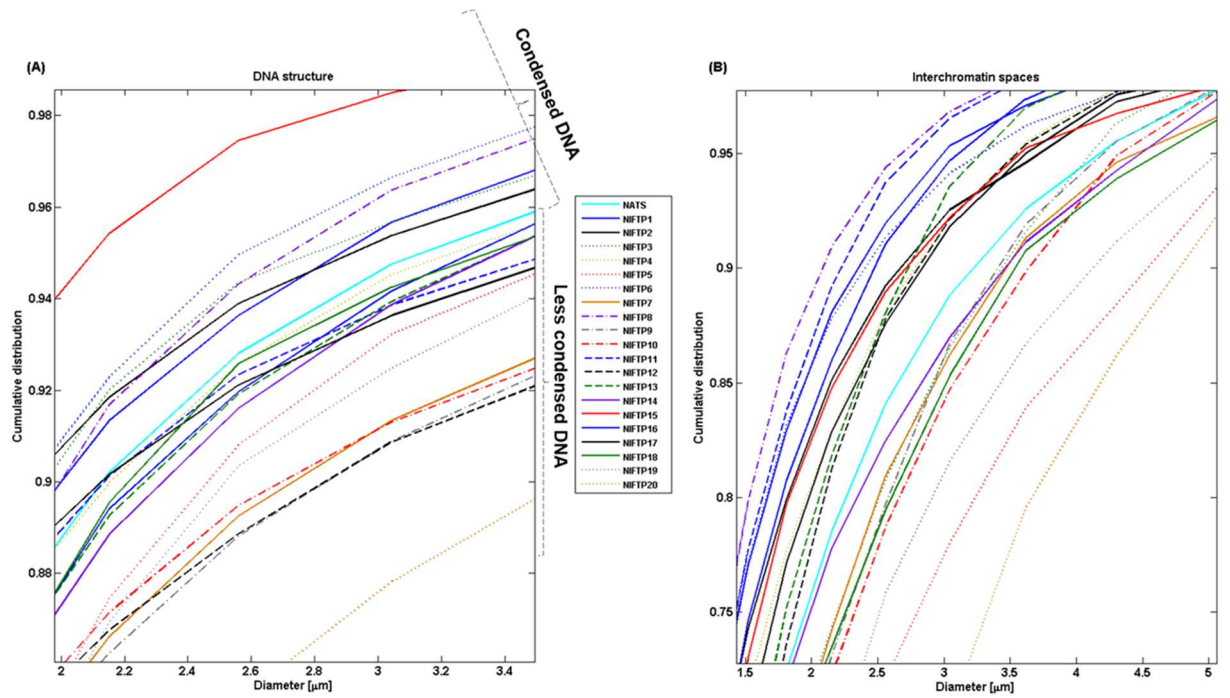 (A)
DNA structure
0.98
0.96
0.94
0.92
0.9
0.88
Cumulative distribution
2
2.2
2.4
2.6
2.8
3
3.2
3.4
Diameter [µm]
Condensed DNA
Less condensed DNA
NATS
NIFTP1
NIFTP2
NIFTP3
NIFTP4
NIFTP5
NIFTP6
NIFTP7
NIFTP8
NIFTP9
NIFTP10
NIFTP11
NIFTP12
NIFTP13
NIFTP14
NIFTP15
NIFTP16
NIFTP17
NIFTP18
NIFTP19
NIFTP20
(B)
Interchromatin spaces
0.95
0.9
0.85
0.8
0.75
Cumulative distribution
1.5
2
2.5
3
3.5
4
4.5
5
Diameter [µm]